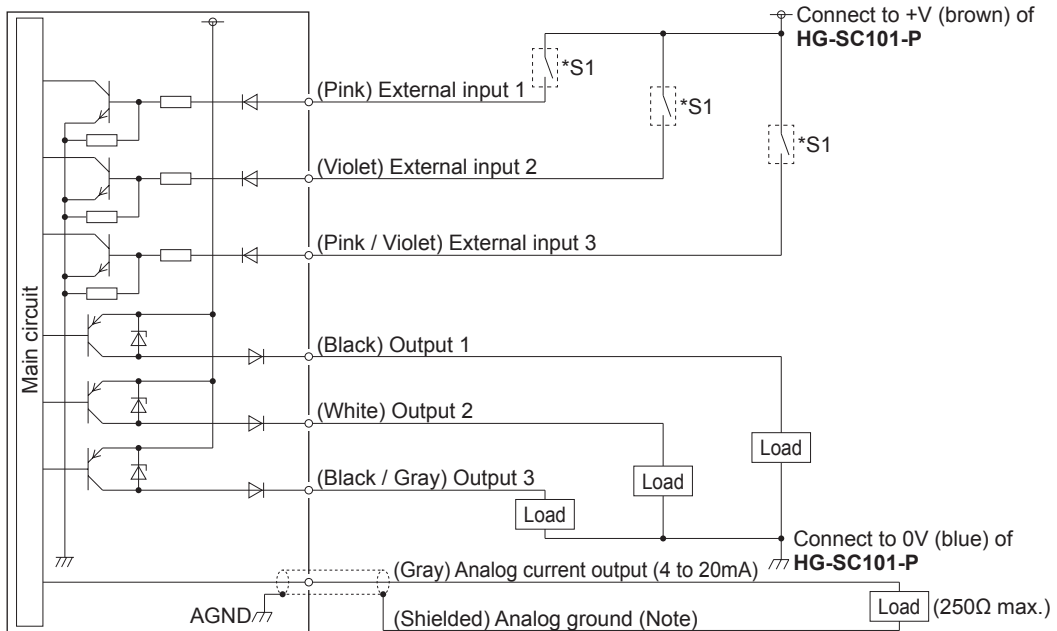 Connect to +V (brown) of
HG-SC101-P
*S1
(Pink) External input 1
*S1
*S1
(Violet) External input 2
(Pink / Violet) External input 3
Main circuit
(Black) Output 1
(White) Output 2
Load
(Black / Gray) Output 3
Load
Load
Connect to 0V (blue) of
HG-SC101-P
(Gray) Analog current output (4 to 20mA)
AGND
Load (250Ω max.)
(Shielded) Analog ground (Note)